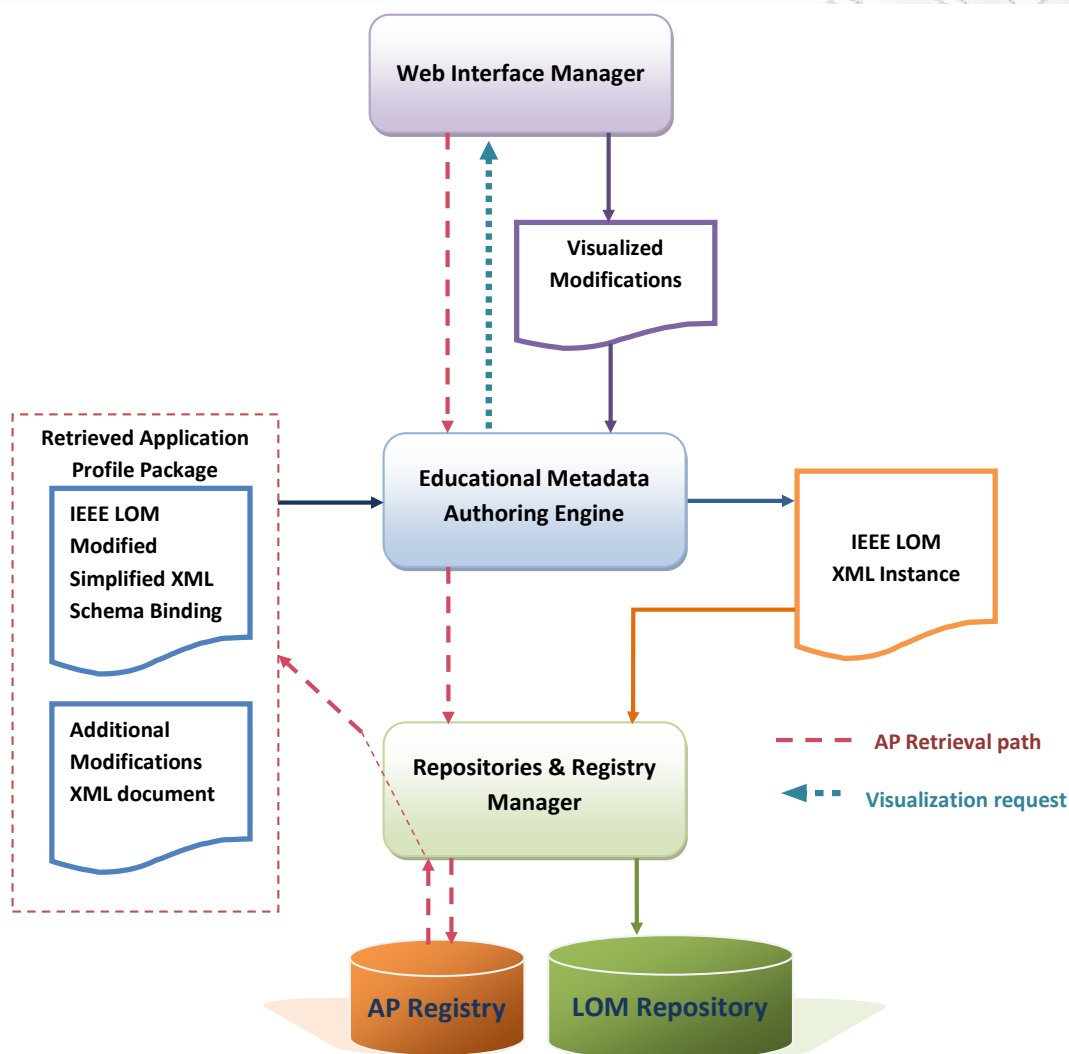 Web Interface Manager
Visualized
Modifications
Retrieved Application
Profile Package
IEEE LOM
Modified
Simplified XML
Schema Binding
Additional
Modifications
XML document
Educational Metadata
Authoring Engine
IEEE LOM
XML Instance
Repositories & Registry
Manager
AP Retrieval path
Visualization request
AP Registry
LOM Repository